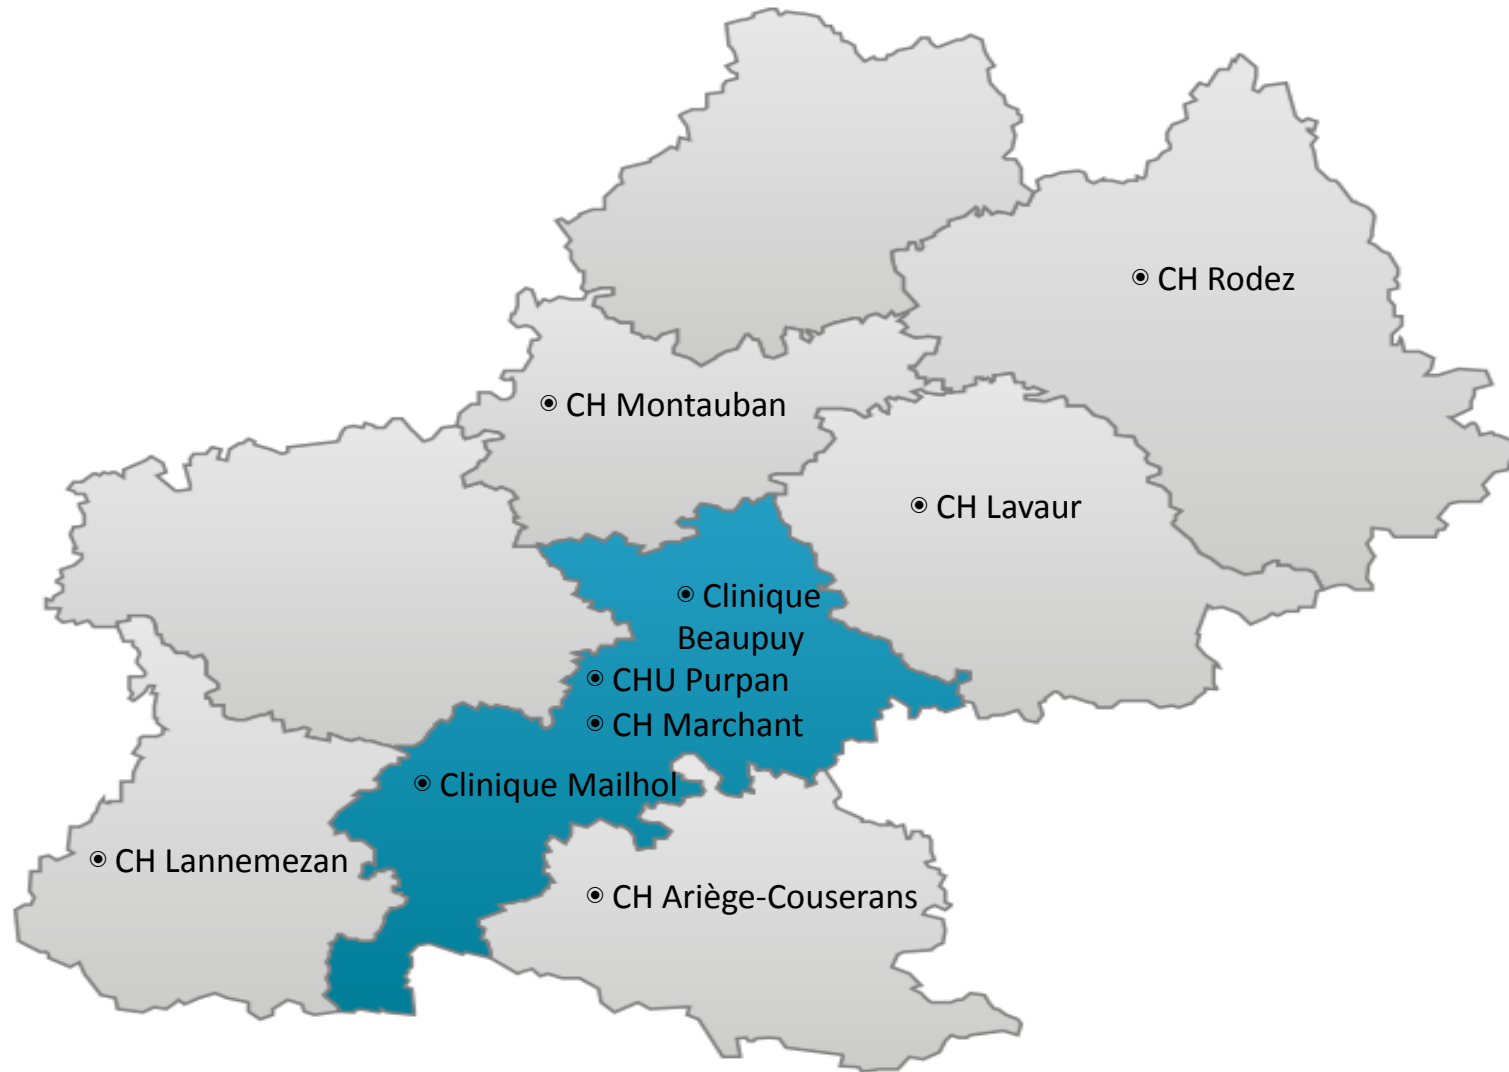 CH Rodez
CH Montauban
CH Lavaur
Clinique
Beaupuy
CHU Purpan
CH Marchant
Clinique Mailhol
CH Lannemezan
CH Ariège-Couserans